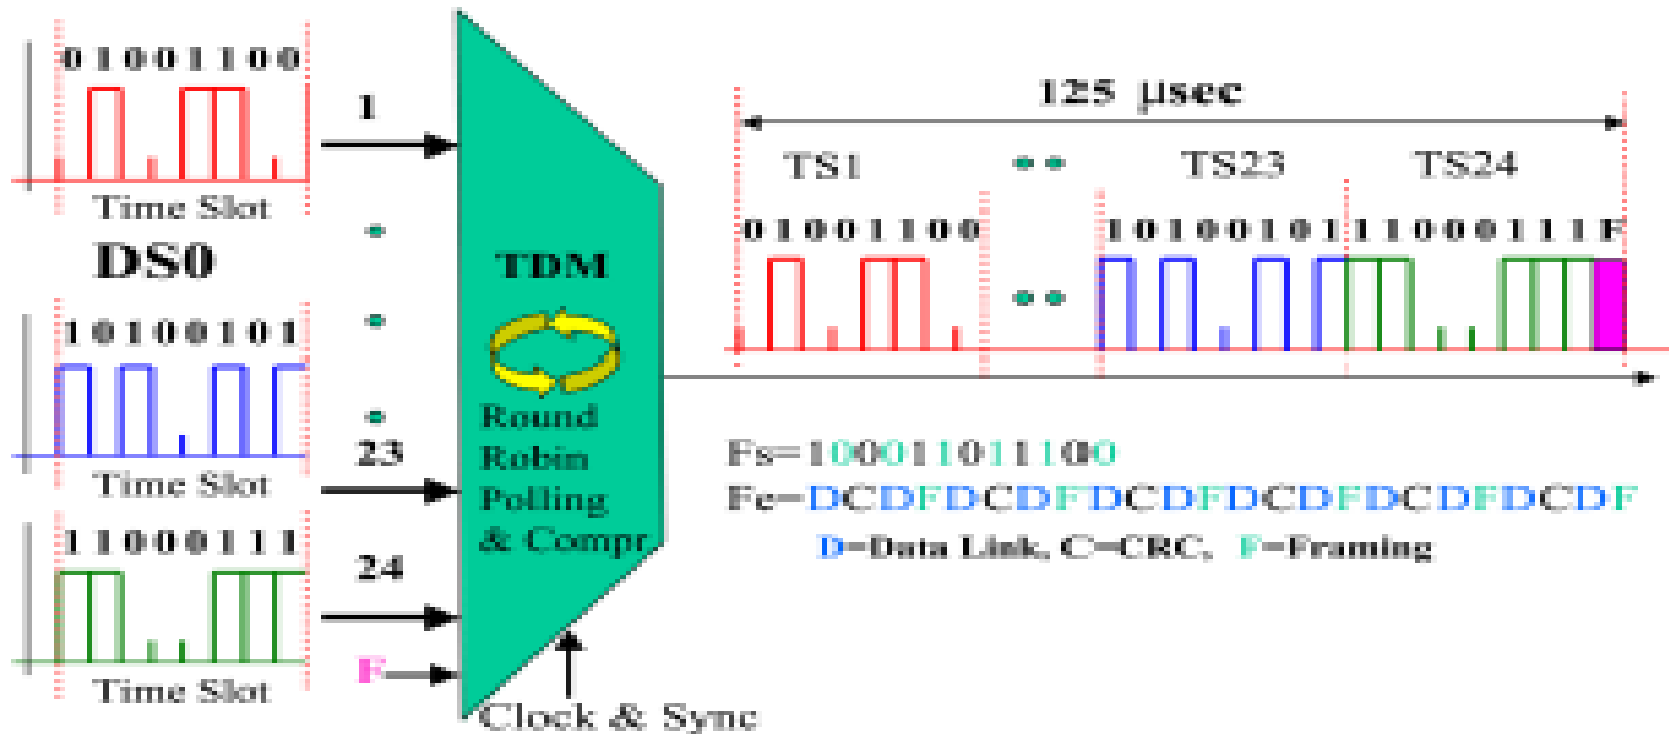 01001100
Time Slot
DS0
10100101
Time Slot
11000111
Time Slot
1
23
24
F
TDM
Round
Robin
Polling
& Compr
Clock & Sync
125 μsec
TS1
TS23
TS24
01001100
10100101
11000111F
Fs=100011011100
Fe=DCDFDCDFDCDFDCDFDCDFDCDF
D=Data Link, C=CRC, F=Framing